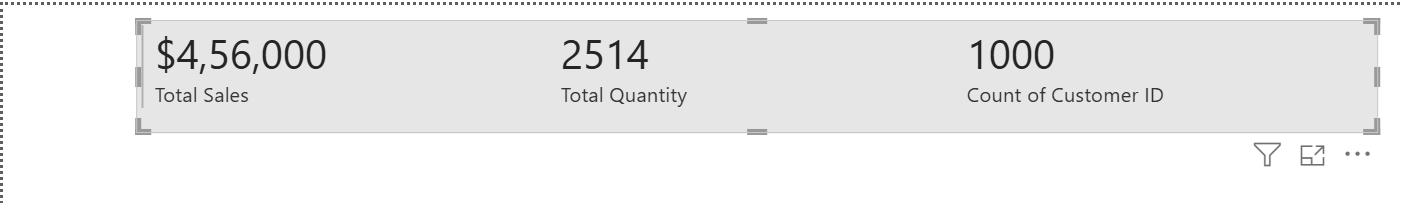 $4,56,000 2514 1000
Total Sales Total Quantity Count of Customer ID